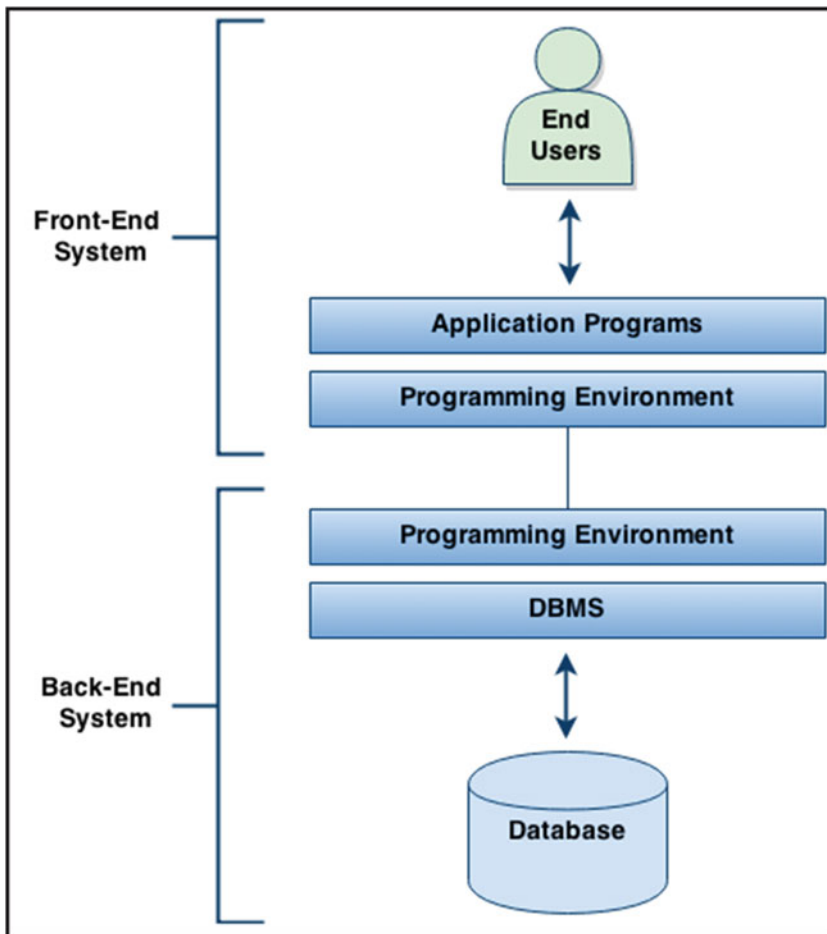 End
Users
Front-End
System
Application Programs
Programming Environment
Programming Environment
DBMS
Back-End
System
Database